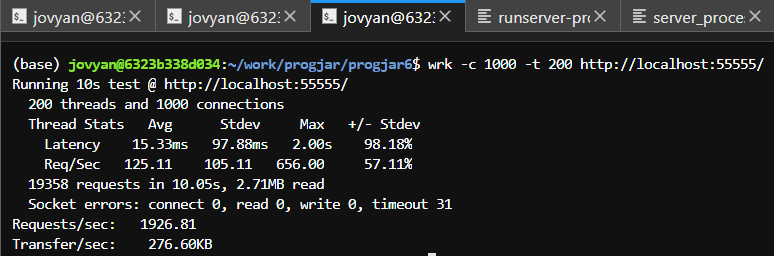 jovyan@6323 jovyan@6323 jovyan@6323 runserver-pro server_proces
(base) jovyan@6323b338d034:~/work/progjar/progjar6$ wrk -c 1000 -t 200 http://localhost:55555/
Running 10s test @ http://localhost:55555/
200 threads and 1000 connections
Thread Stats Avg Stdev Max +/- Stdev
Latency 15.33ms 97.88ms 2.00s 98.18%
Req/Sec 125.11 105.11 656.00 57.11%
19358 requests in 10.05s, 2.71MB read
Socket errors: connect 0, read 0, write 0, timeout 31
Requests/sec: 1926.81
Transfer/sec: 276.60KB